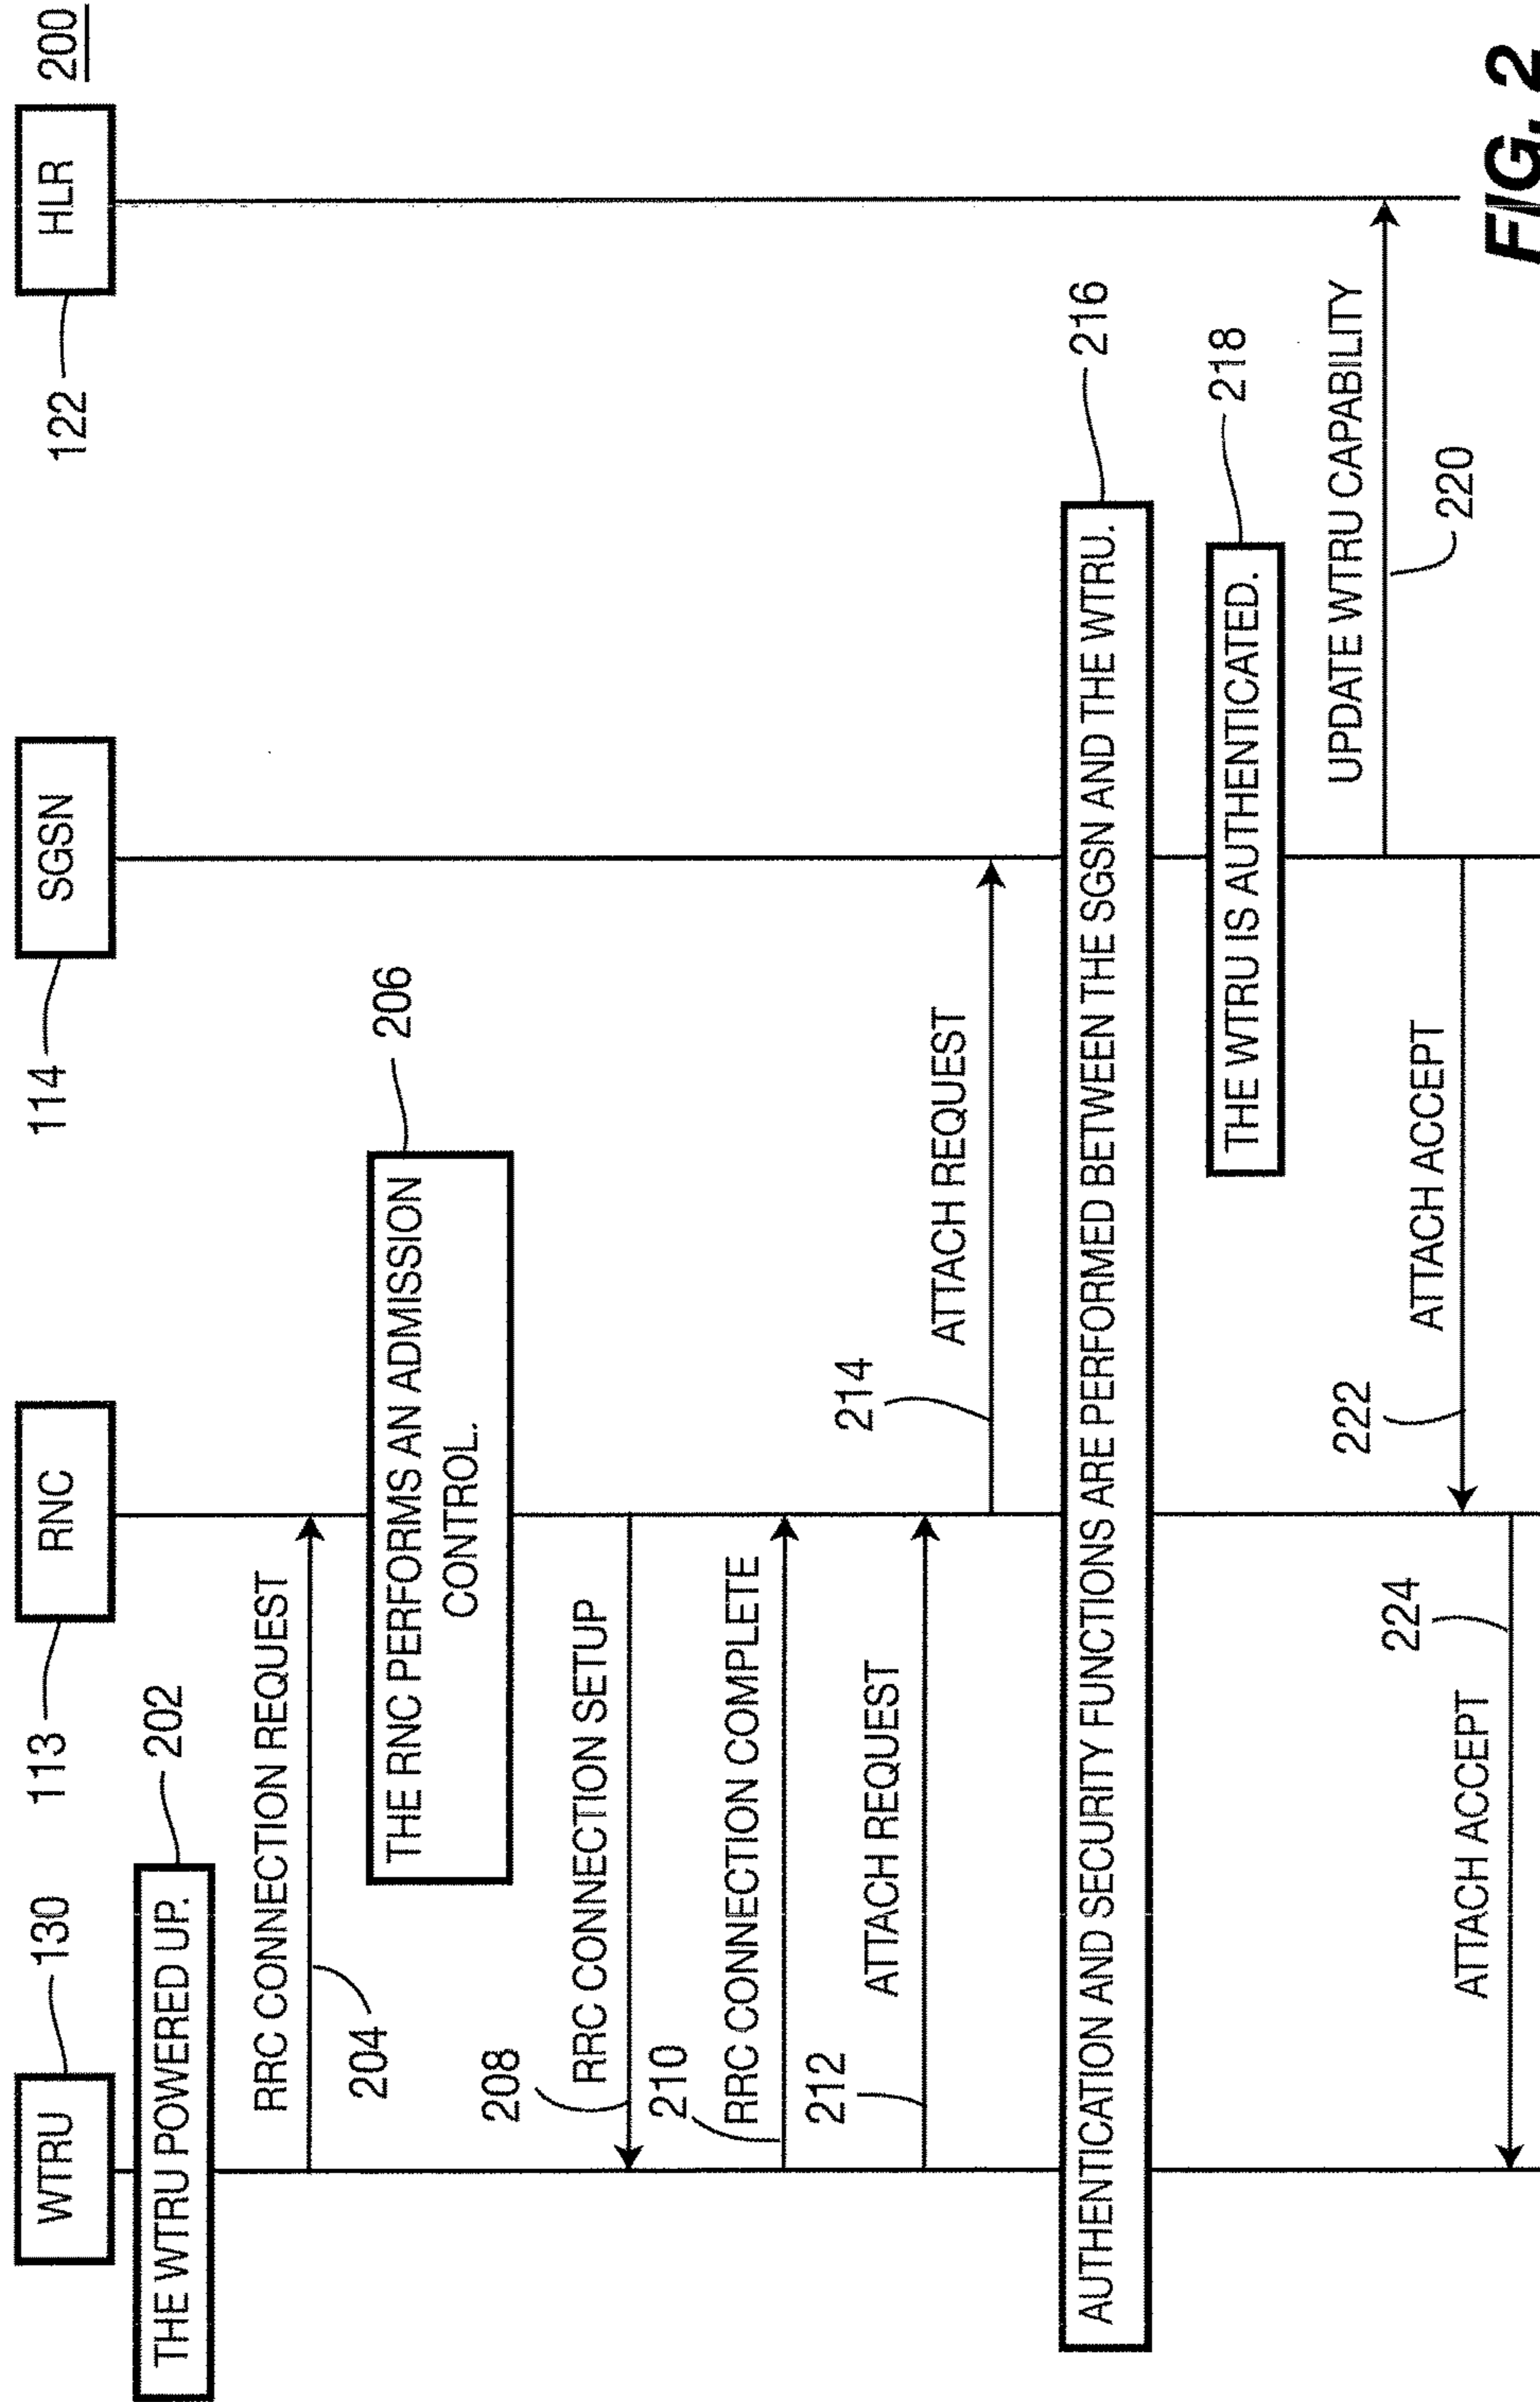 200
WTRU
130
113
RNC
114
SGSN
122
HLR
THE WTRU POWERED UP.
202
RRC CONNECTION REQUEST
204
THE RNC PERFORMS AN ADMISSION
CONTROL.
206
208
RRC CONNECTION SETUP
210
RRC CONNECTION COMPLETE
212
ATTACH REQUEST
214
ATTACH REQUEST
AUTHENTICATION AND SECURITY FUNCTIONS ARE PERFORMED BETWEEN THE SGSN AND THE WTRU.
216
THE WTRU IS AUTHENTICATED.
218
UPDATE WTRU CAPABILITY
220
222
ATTACH ACCEPT
224
ATTACH ACCEPT
FIG. 2